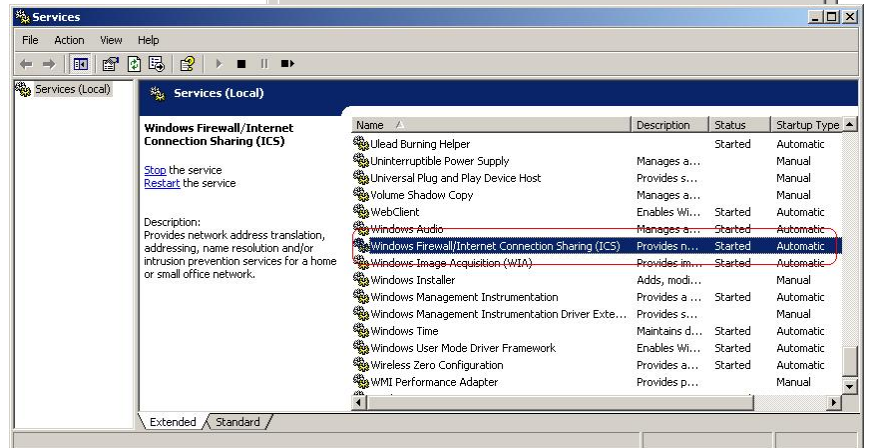 Services
File Action View Help
Services (Local)
Services (Local)
Windows Firewall/Internet
Connection Sharing (ICS)
Stop the service
Restart the service
Description:
Provides network address translation,
addressing, name resolution and/or
intrusion prevention services for a home
or small office network.
Name Description Status Startup Type
Ulead Burning Helper Started Automatic
Uninterruptible Power Supply Manages a... Manual
Universal Plug and Play Device Host Provides s... Manual
Volume Shadow Copy Manages a... Manual
WebClient Enables Wi... Started Automatic
Windows Audio Manages a... Started Automatic
Windows Firewall/Internet Connection Sharing (ICS) Provides n... Started Automatic
Windows Image Acquisition (WIA) Provides im... Started Automatic
Windows Installer Adds, modi... Manual
Windows Management Instrumentation Provides a ... Started Automatic
Windows Management Instrumentation Driver Exte... Provides s... Manual
Windows Time Maintains d... Started Automatic
Windows User Mode Driver Framework Enables Wi... Started Automatic
Wireless Zero Configuration Provides a... Started Automatic
WMI Performance Adapter Provides p... Manual
Extended Standard